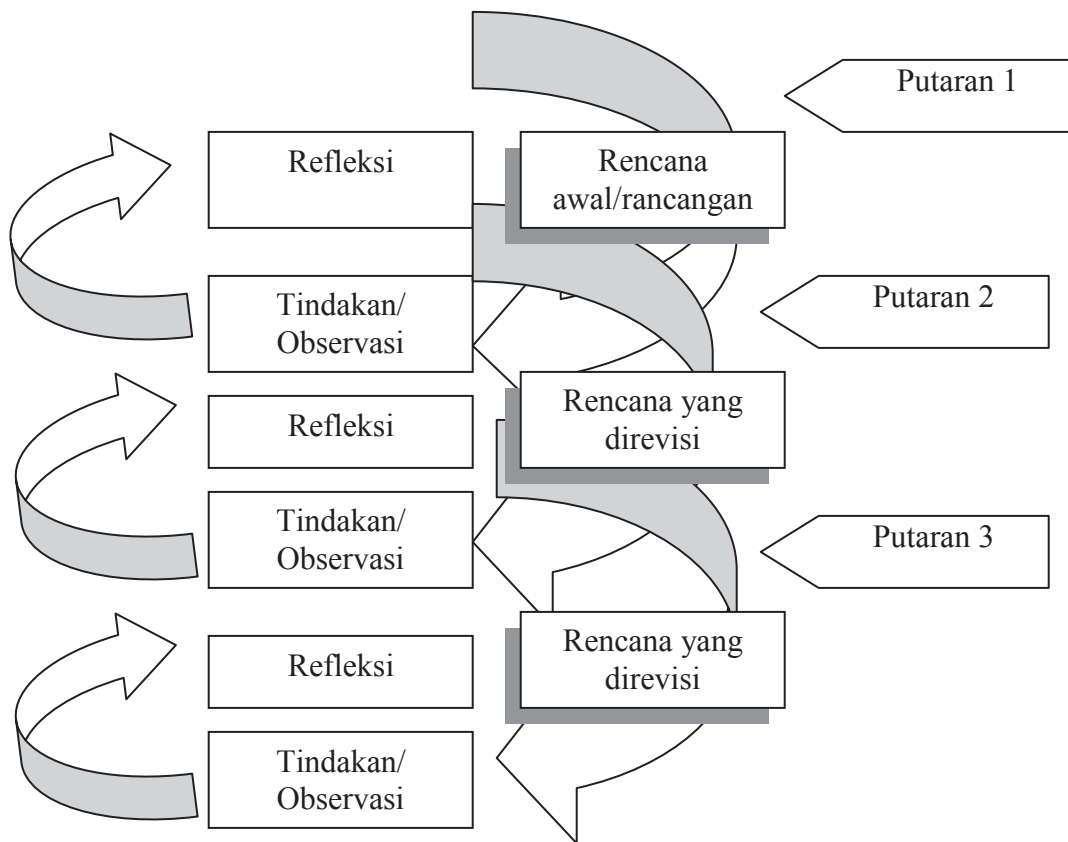 Putaran 1
Refleksi
Rencana
awal/rancangan
Tindakan/
Observasi
Putaran 2
Refleksi
Rencana yang
direvisi
Tindakan/
Observasi
Putaran 3
Refleksi
Rencana yang
direvisi
Tindakan/
Observasi